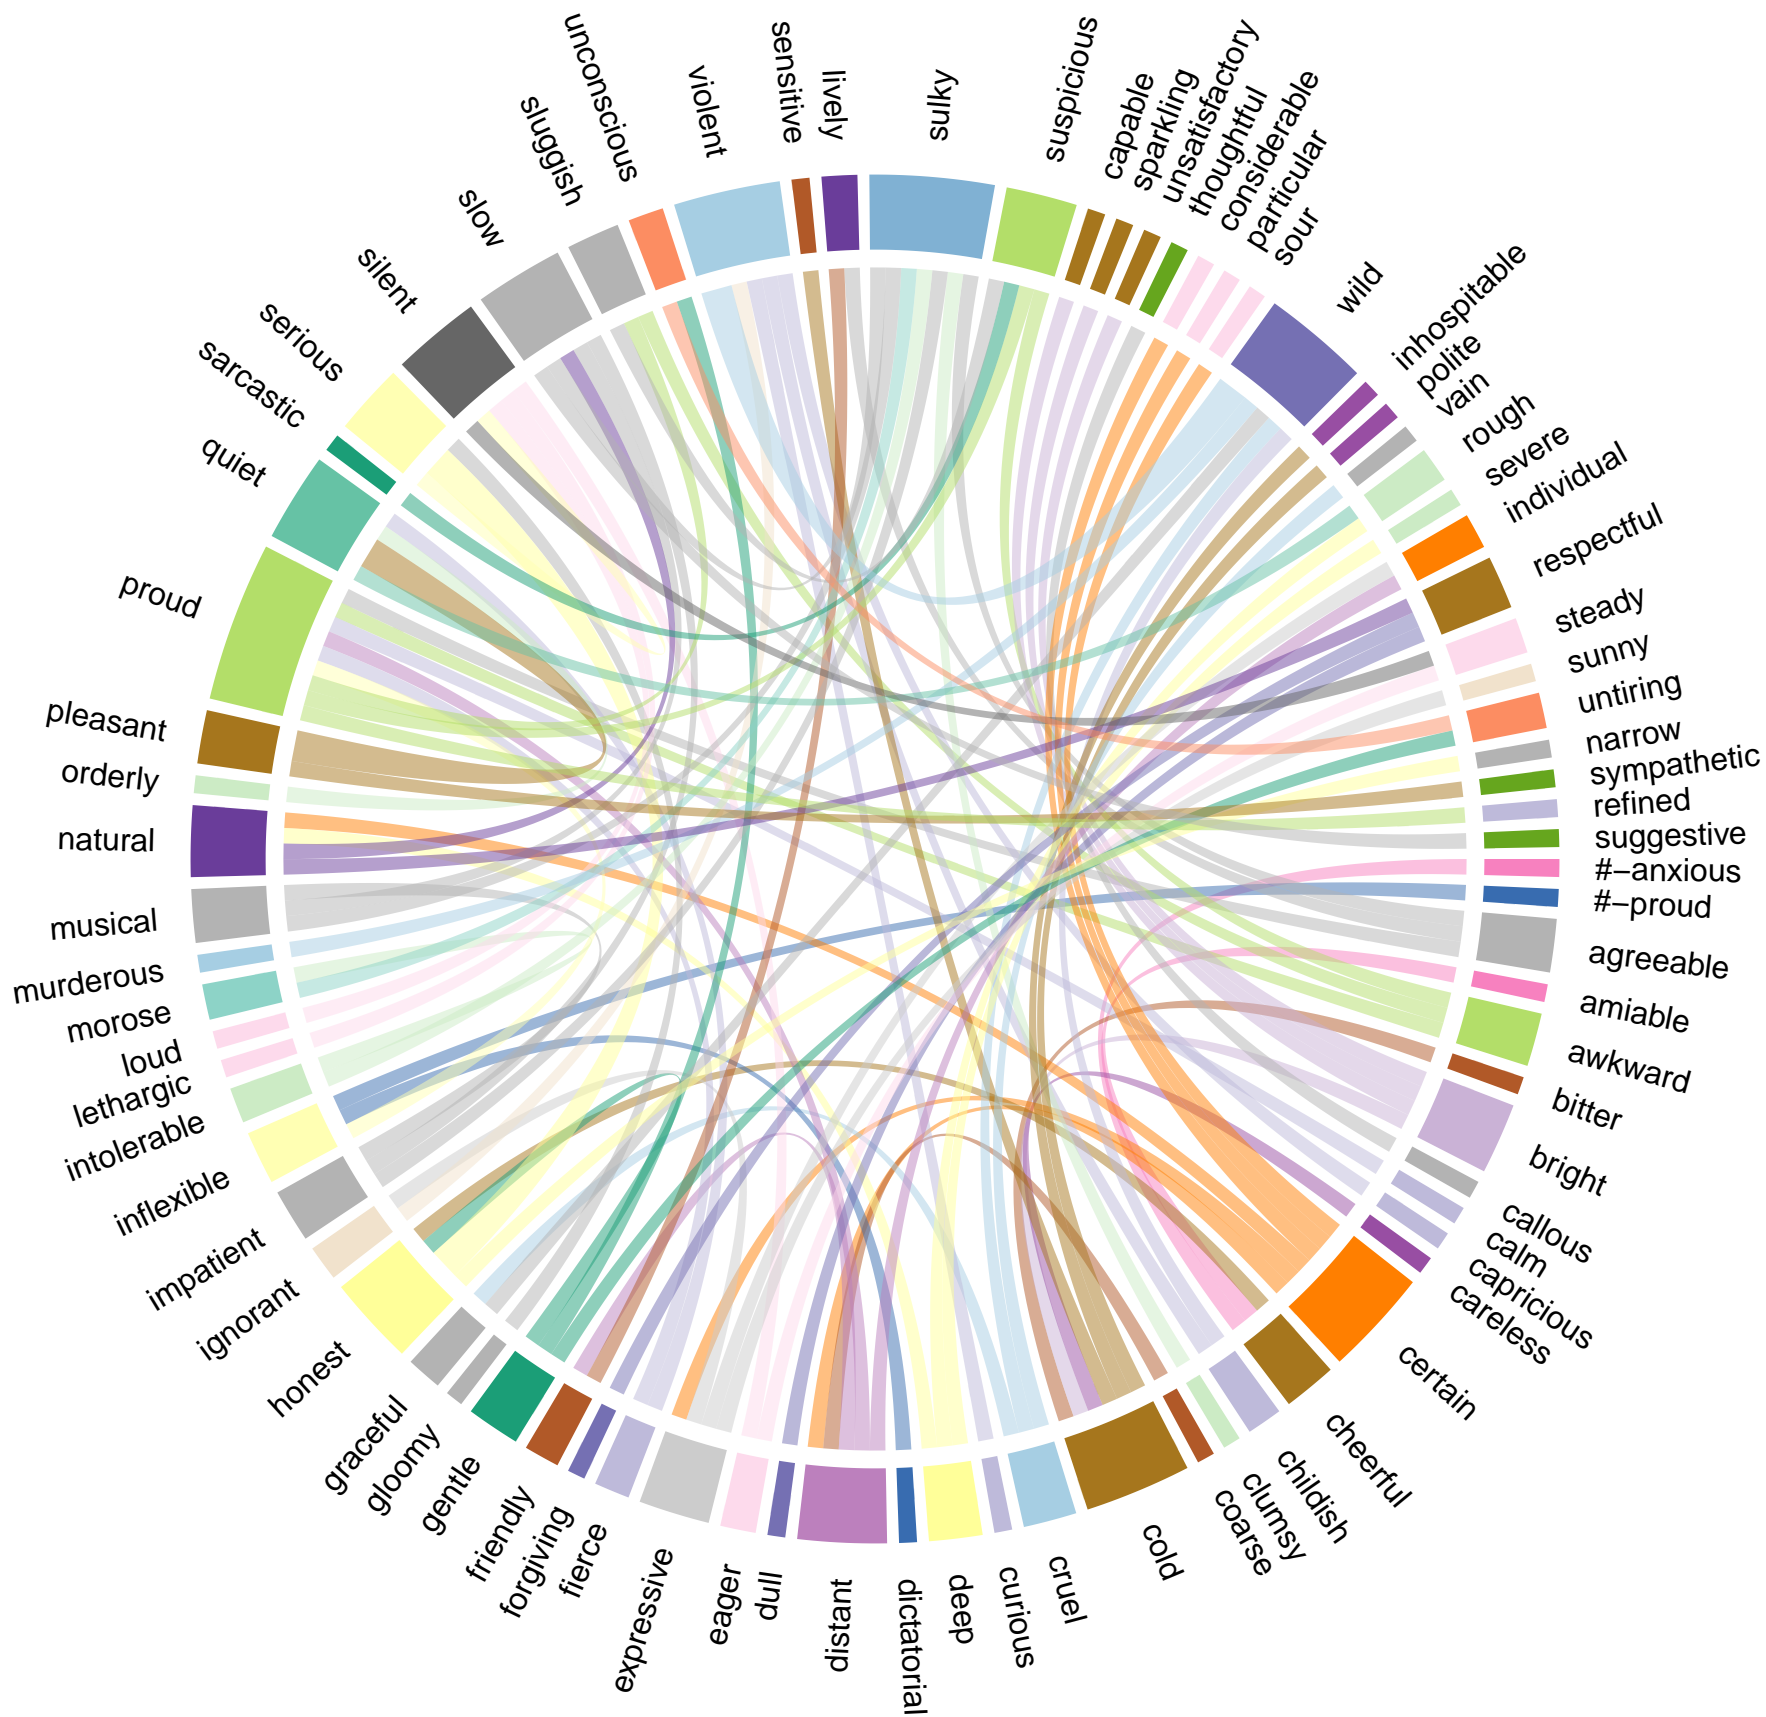 sulky
suspicious
capable
sparkling
unsatisfactory
thoughtful
considerable
particular
sour
wild
inhospitable
polite
vain
rough
severe
individual
respectful
steady
sunny
untiring
narrow
sympathetic
refined
suggestive
#−anxious
#−proud
agreeable
amiable
awkward
bitter
bright
callous
calm
capricious
careless
certain
cheerful
childish
clumsy
coarse
cold
cruel
curious
deep
dictatorial
distant
dull
eager
expressive
fierce
forgiving
friendly
gentle
gloomy
graceful
honest
ignorant
impatient
inflexible
intolerable
lethargic
loud
morose
murderous
musical
natural
orderly
pleasant
proud
quiet
sarcastic
serious
silent
slow
sluggish
unconscious
violent
sensitive
lively